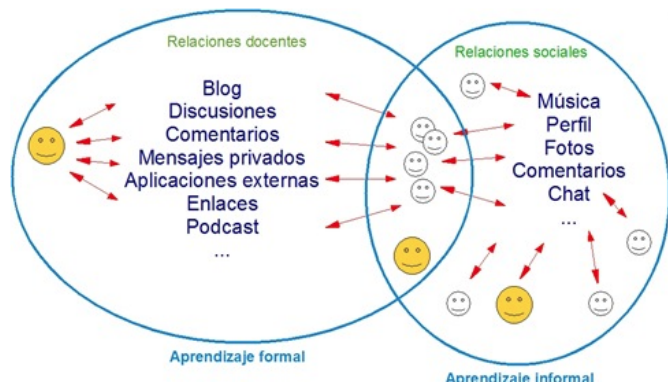 Relaciones docentes
Blog
Discusiones
Comentarios
Mensajes privados
Aplicaciones externas
Enlaces
Podcast
...
Aprendizaje formal
Relaciones sociales
Música
Perfil
Fotos
Comentarios
Chat
...
Aprendizaje informal